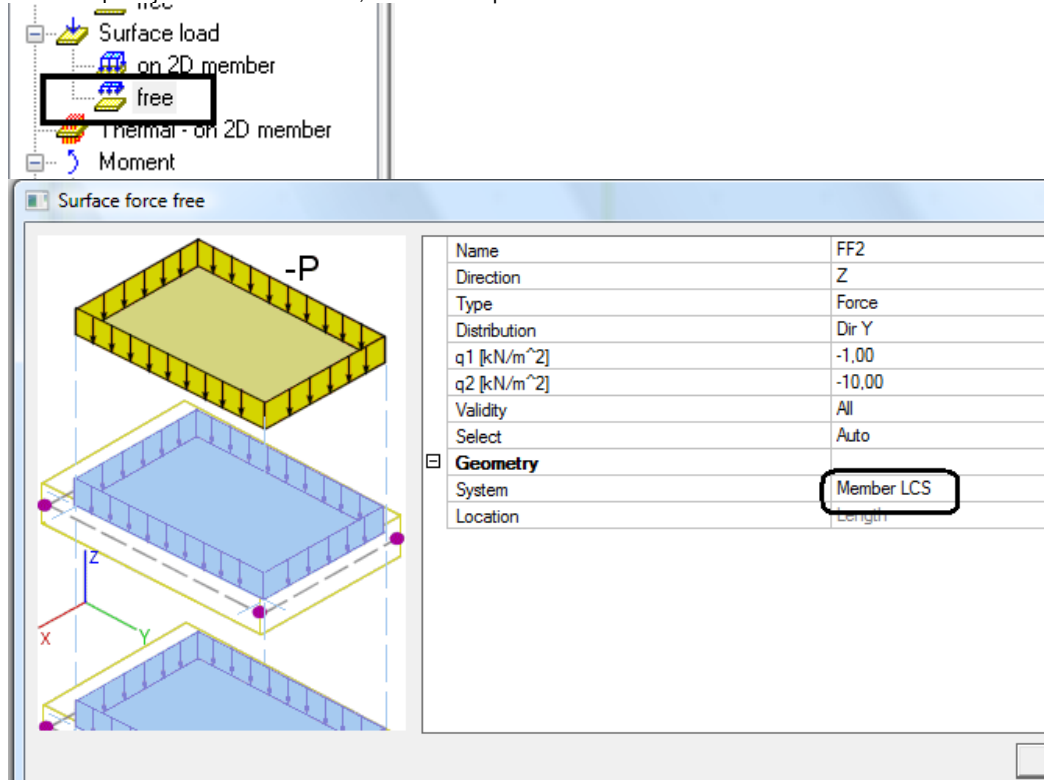 free
Surface load
on 2D member
free
Thermal - on 2D member
Moment
Surface force free
-P
Z
X
Y
Name FF2
Direction Z
Type Force
Distribution Dir Y
q1 [kN/m^2] -1,00
q2 [kN/m^2] -10,00
Validity All
Select Auto
Geometry
System Member LCS
Location Length